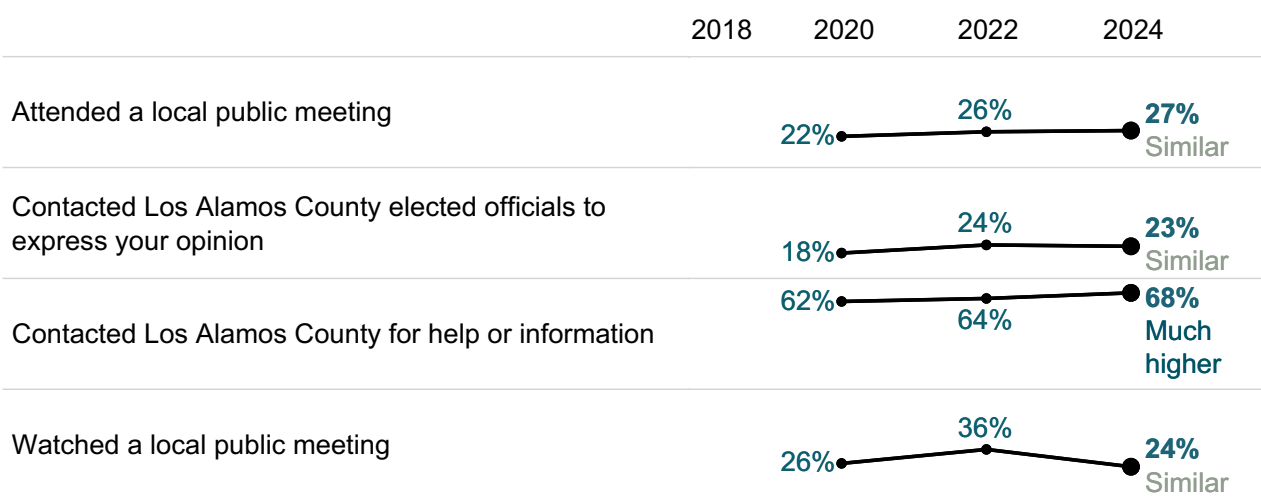 2018 2020 2022 2024
Attended a local public meeting
22%
26%
27%
Similar
Contacted Los Alamos County elected officials to
express your opinion
18%
24%
23%
Similar
Contacted Los Alamos County for help or information
62%
64%
68%
Much
higher
Watched a local public meeting
26%
36%
24%
Similar